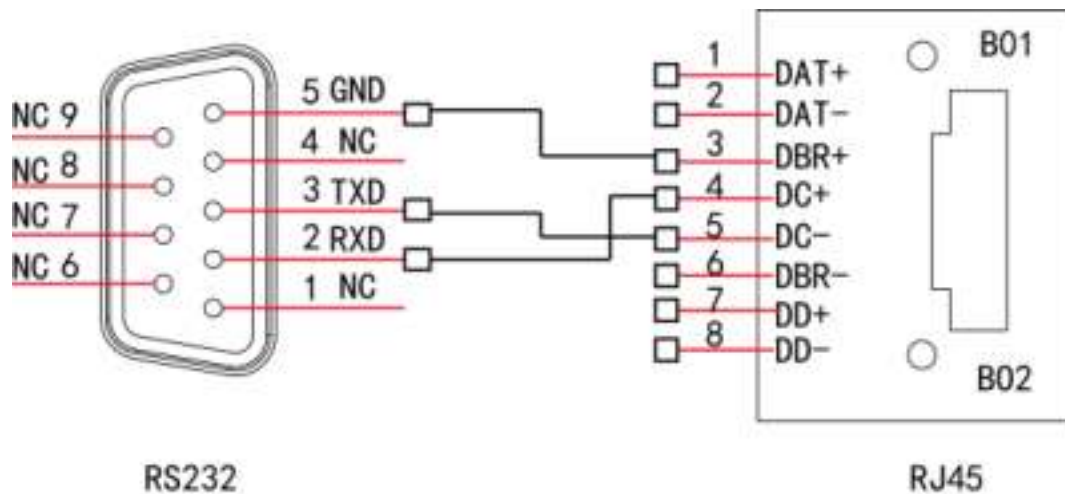 NC 9
NC 8
NC 7
NC 6
5 GND
4 NC
3 TXD
2 RXD
1 NC
1 DAT+
2 DAT-
3 DBR+
4 DC+
5 DC-
6 DBR-
7 DD+
8 DD-
B01
B02
RS232
RJ45